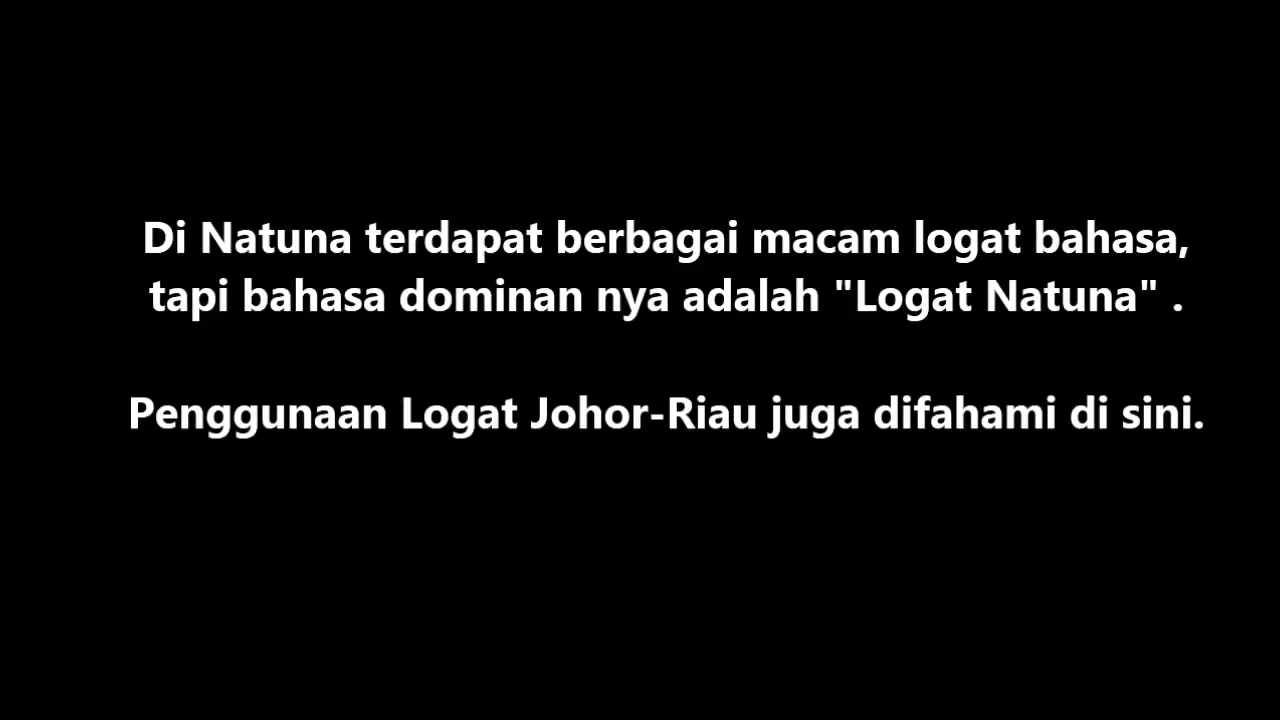 Di Natuna terdapat berbagai macam logat bahasa,
tapi bahasa dominan nya adalah "Logat Natuna" .
Penggunaan Logat Johor-Riau juga difahami di sini.